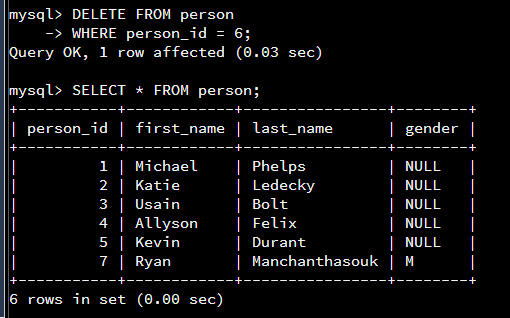 mysql> DELETE FROM person
    -> WHERE person_id = 6;
Query OK, 1 row affected (0.03 sec)

mysql> SELECT * FROM person;
+-----------+------------+---------------+--------+
| person_id | first_name | last_name     | gender |
+-----------+------------+---------------+--------+
|         1 | Michael    | Phelps        | NULL   |
|         2 | Katie      | Ledecky       | NULL   |
|         3 | Usain      | Bolt          | NULL   |
|         4 | Allyson    | Felix         | NULL   |
|         5 | Kevin      | Durant        | NULL   |
|         7 | Ryan       | Manchanthasouk | M      |
+-----------+------------+---------------+--------+
6 rows in set (0.00 sec)